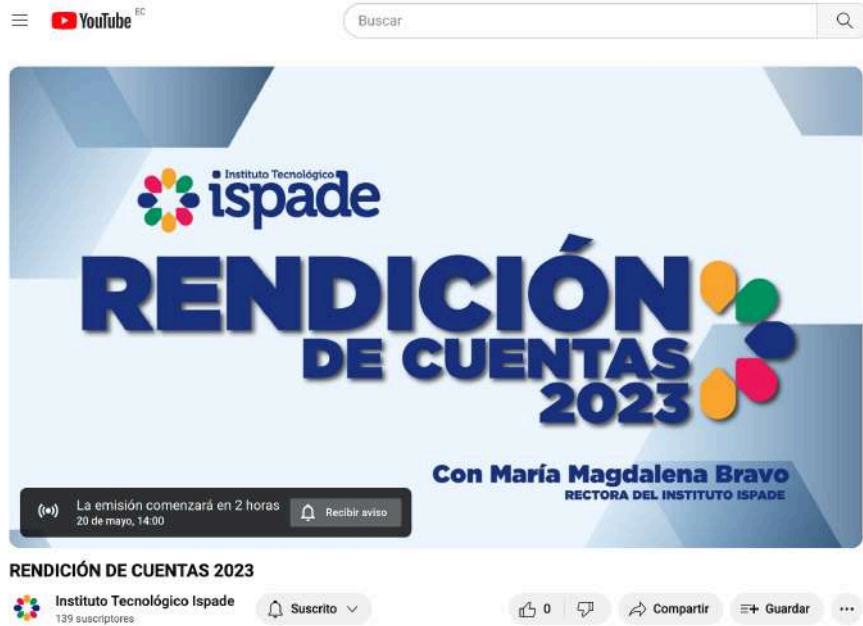 YouTube EC
Buscar
Instituto Tecnológico
ispade
RENDICIÓN
DE CUENTAS
2023
Con María Magdalena Bravo
RECTORA DEL INSTITUTO ISPADE
La emisión comenzará en 2 horas
20 de mayo, 14:00
Recibir aviso
RENDICIÓN DE CUENTAS 2023
Instituto Tecnológico Ispade
139 suscriptores
Suscrito
0
Compartir
Guardar